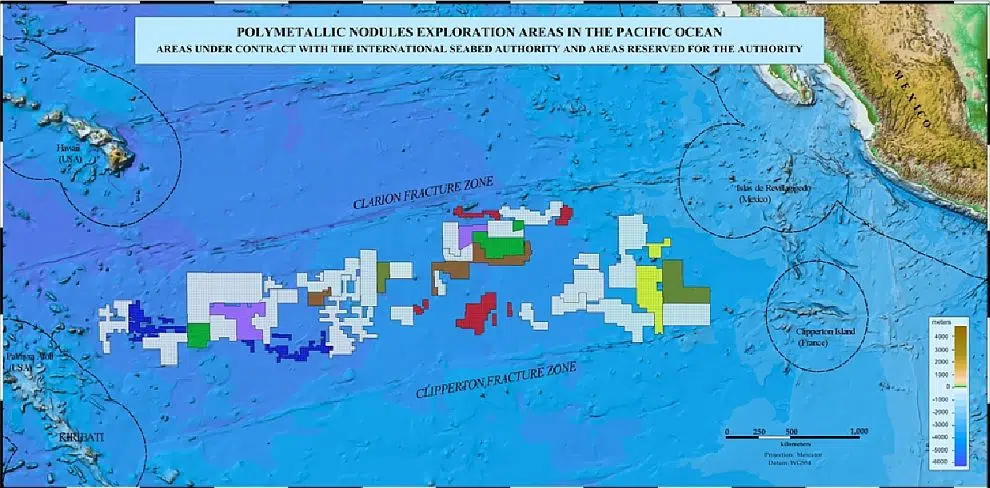 POLYMETALLIC NODULES EXPLORATION AREAS IN THE PACIFIC OCEAN
AREAS UNDER CONTRACT WITH THE INTERNATIONAL SEABED AUTHORITY AND AREAS RESERVED FOR THE AUTHORITY
MEXICO
Hawaii
(USA)
CLARION FRACTURE ZONE
Islas de Revillagigedo
(Mexico)
Clipperton Island
(France)
Palmyra Atoll
(USA)
CLIPPERTON FRACTURE ZONE
KIRIBATI
meters
4000
3000
2000
1000
0
-1000
-2000
-3000
-4000
-5000
-6000
0 250 500 1,000
kilometers
Projection: Mercator
Datum: WGS84